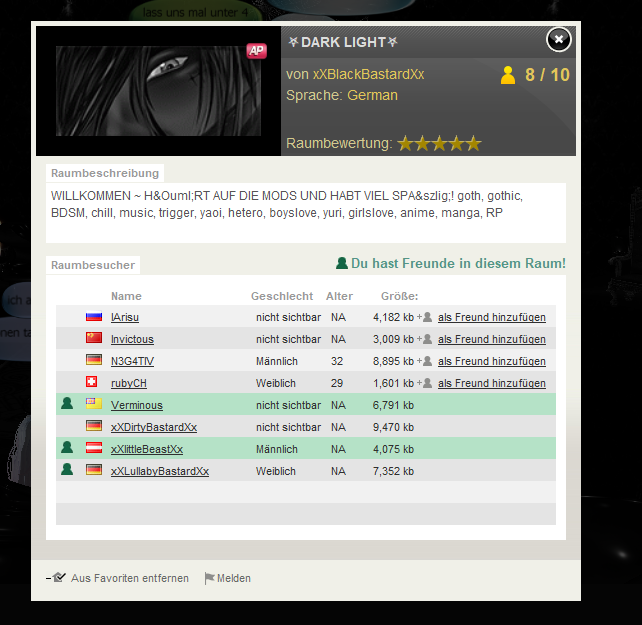 lass uns mal unter 4
AP
⛧DARK LIGHT⛧
von xXBlackBastardXx
8 / 10
Sprache: German
Raumbewertung:
Raumbeschreibung
WILLKOMMEN ~ H&Ouml;RT AUF DIE MODS UND HABT VIEL SPA&szlig;! goth, gothic,
BDSM, chill, music, trigger, yaoi, hetero, boyslove, yuri, girlslove, anime, manga, RP
Raumbesucher
Du hast Freunde in diesem Raum!
Name Geschlecht Alter Größe:
IArisu nicht sichtbar NA 4,182 kb + als Freund hinzufügen
Invictous nicht sichtbar NA 3,009 kb + als Freund hinzufügen
N3G4TIV Männlich 32 8,895 kb + als Freund hinzufügen
rubyCH Weiblich 29 1,601 kb + als Freund hinzufügen
Verminous nicht sichtbar NA 6,791 kb
xXDirtyBastardXx nicht sichtbar NA 9,470 kb
xXlittleBeastXx Männlich NA 4,075 kb
xXLullabyBastardXx Weiblich NA 7,352 kb
ich a
nen ta
Aus Favoriten entfernen Melden